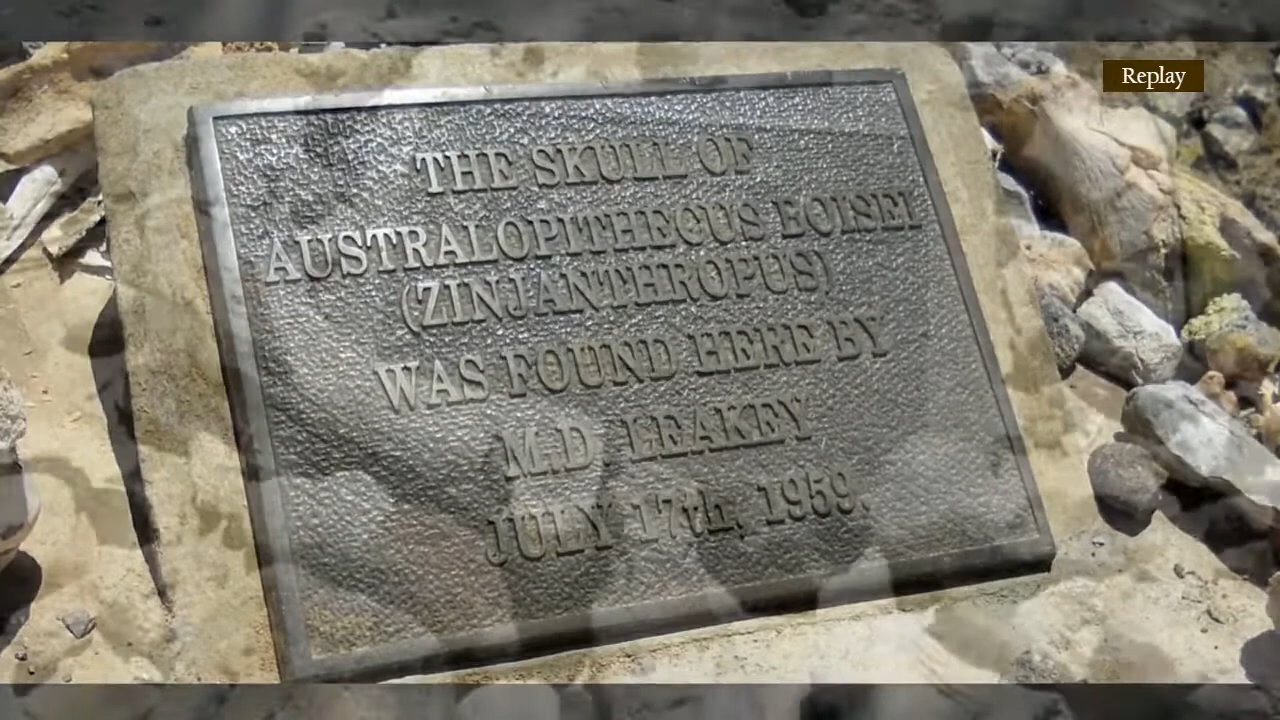 Replay
THE SKULL OF
AUSTRALOPITHECUS BOISEI
(ZINJANTHROPUS)
WAS FOUND HERE BY
M.D. LEAKEY
JULY 17th, 1959.